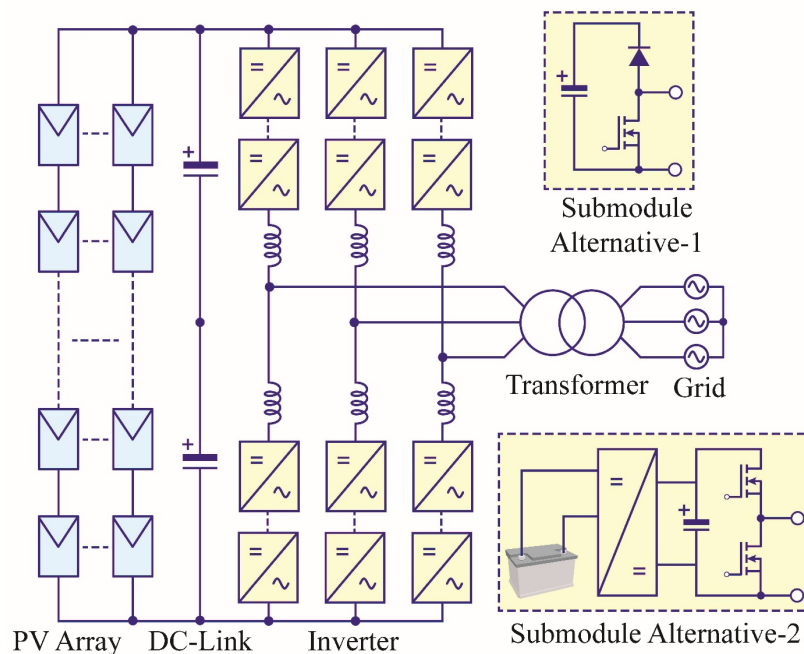 Submodule
Alternative-1
Transformer
Grid
PV Array
DC-Link
Inverter
Submodule Alternative-2